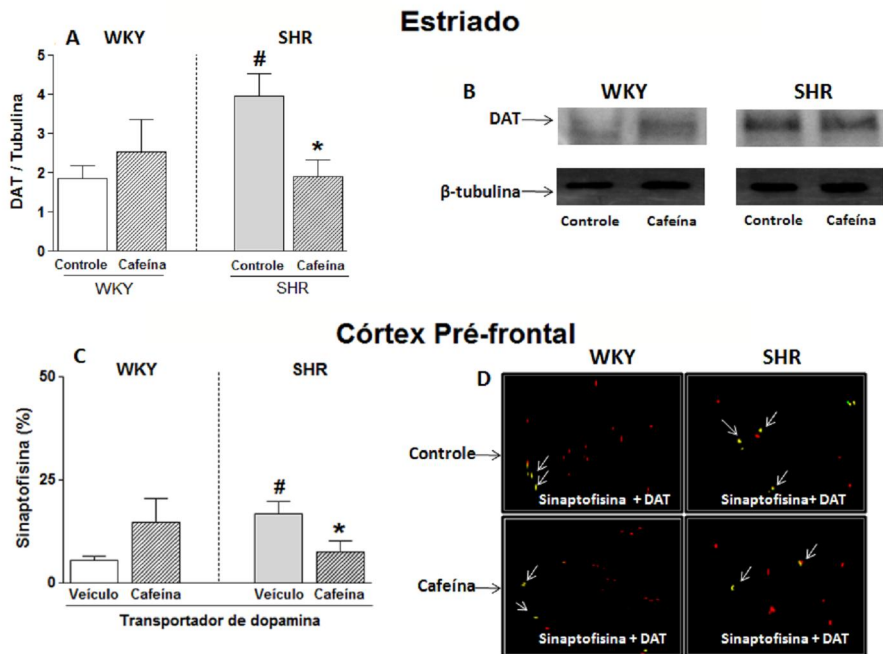 Estriado
A
WKY
SHR
DAT / Tubulina
5
4
3
2
1
0
#
*
Controle Cafeína Controle Cafeína
WKY SHR
B
WKY SHR
DAT
β-tubulina
Controle Cafeína Controle Cafeína
Córtex Pré-frontal
C
WKY SHR
Sinaptofisina (%)
50
25
0
#
*
Veículo Cafeína Veículo Cafeína
Transportador de dopamina
D
WKY SHR
Controle
Sinaptofisina + DAT Sinaptofisina+ DAT
Cafeína
Sinaptofisina + DAT Sinaptofisina + DAT